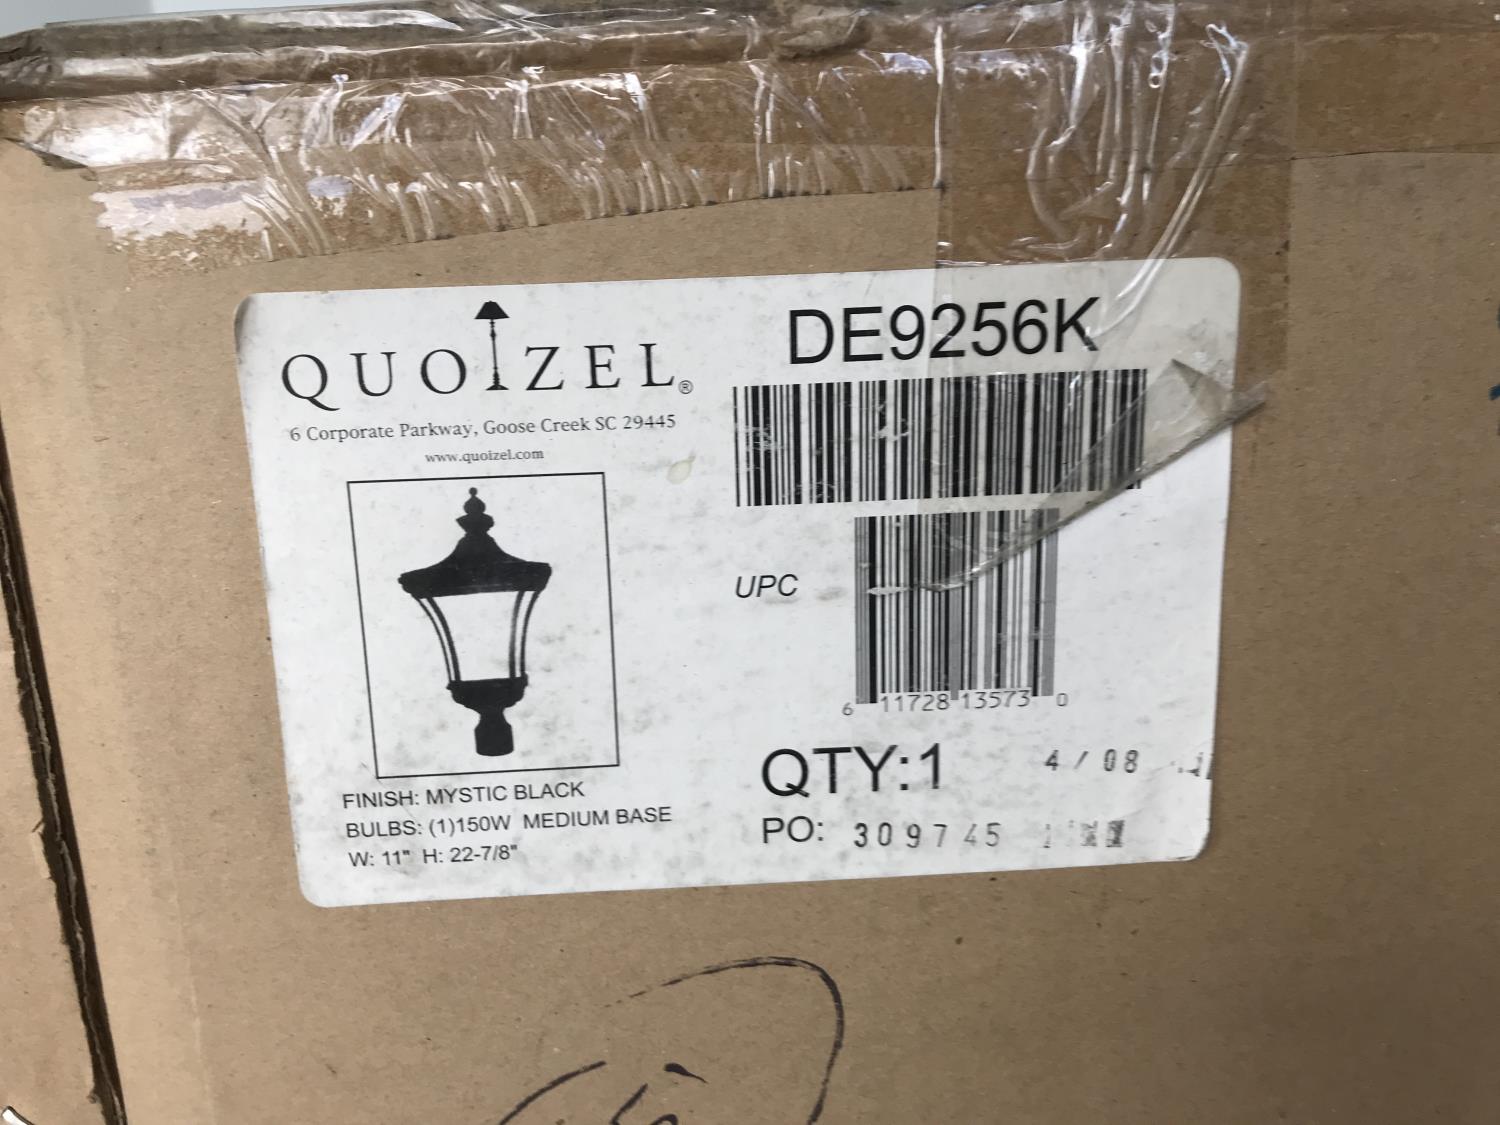 QUOIZEL®
6 Corporate Parkway, Goose Creek SC 29445
www.quoizel.com
FINISH: MYSTIC BLACK
BULBS: (1)150W MEDIUM BASE
W: 11" H: 22-7/8"
DE9256K
UPC
6 11728 13573 0
QTY:1 4/08
PO: 309745